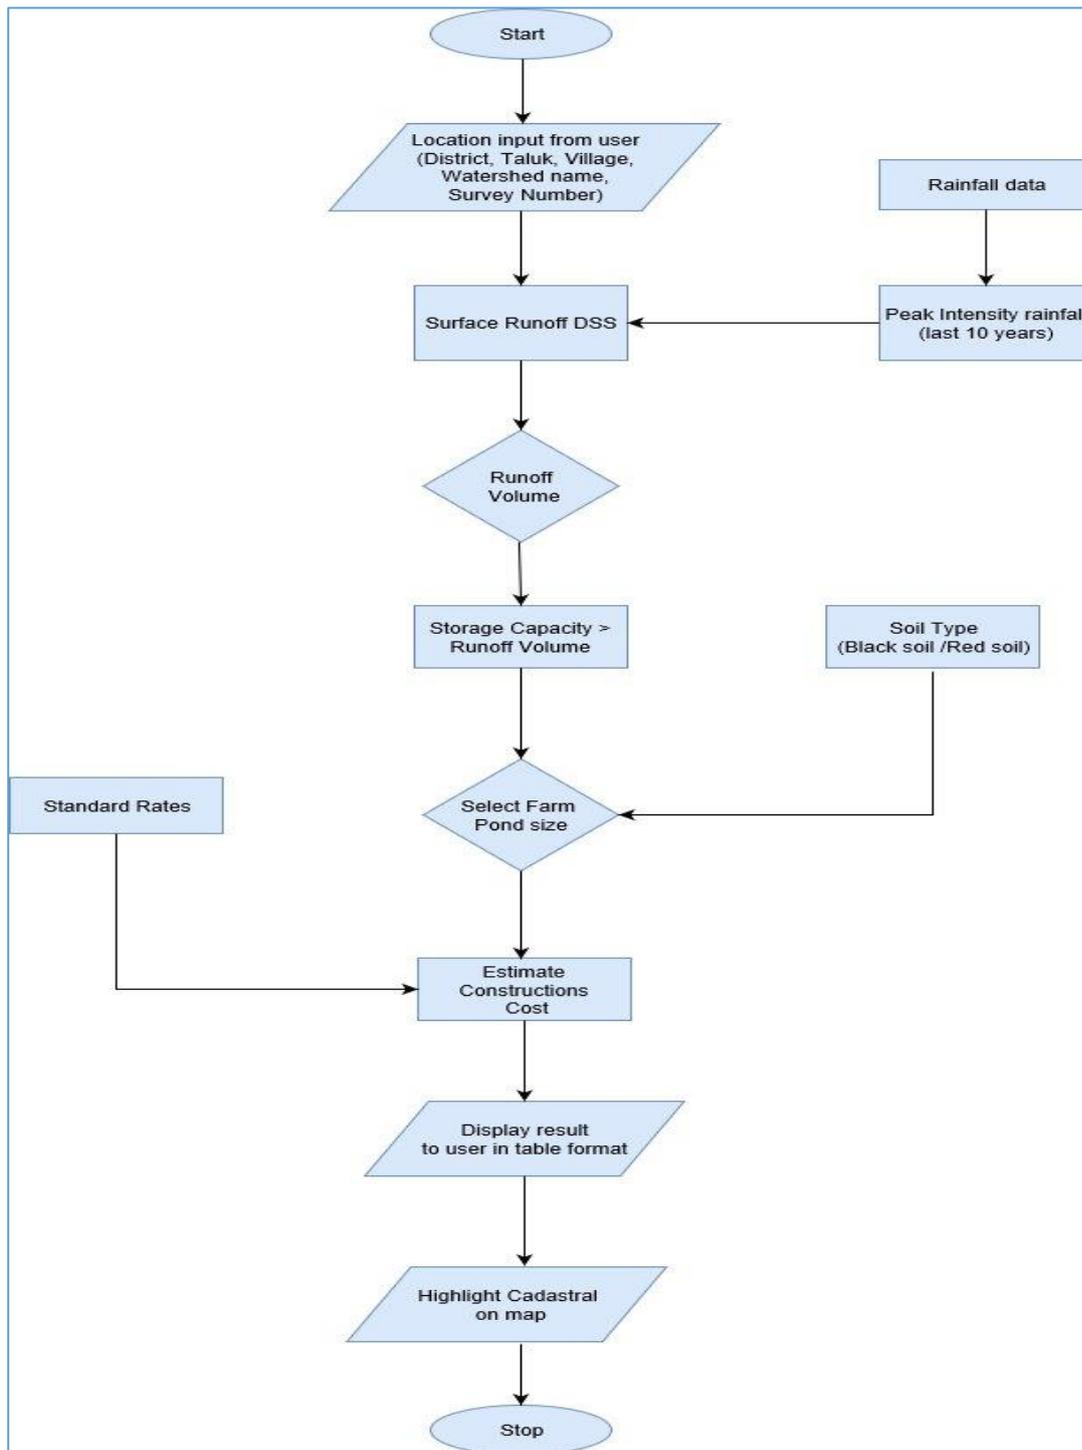 Start
Location input from user
(District, Taluk, Village,
Watershed name,
Survey Number)
Rainfall data
Surface Runoff DSS
Peak Intensity rainfal
(last 10 years)
Runoff
Volume
Storage Capacity >
Runoff Volume
Soil Type
(Black soil /Red soil)
Standard Rates
Select Farm
Pond size
Estimate
Constructions
Cost
Display result
to user in table format
Highlight Cadastral
on map
Stop